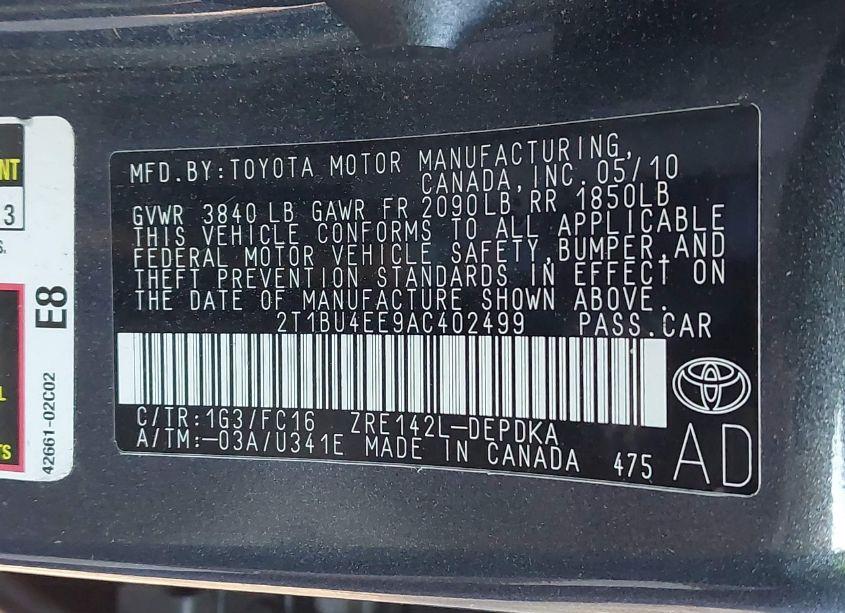 MFD.BY:TOYOTA MOTOR MANUFACTURING,
CANADA,INC. 05/10
GVWR 3840 LB GAWR FR 2090LB RR 1850LB
THIS VEHICLE CONFORMS TO ALL APPLICABLE
FEDERAL MOTOR VEHICLE SAFETY,BUMPER,AND
THEFT PREVENTION STANDARDS IN EFFECT ON
THE DATE OF MANUFACTURE SHOWN ABOVE.
2T1BU4EE9AC402499 PASS.CAR
C/TR:1G3/FC16 ZRE142L-DEPDKA
A/TM:-03A/U341E MADE IN CANADA 475
AD
NT
3
S.
L
TS
E8
42661-02C02